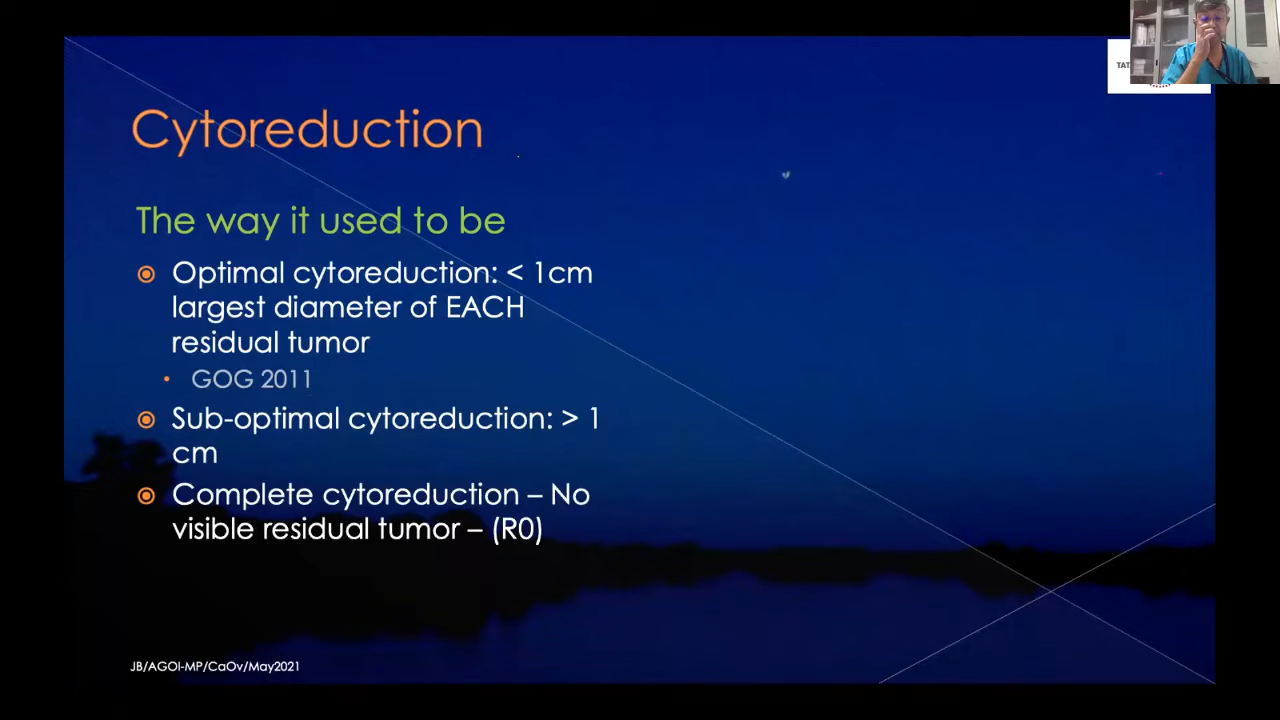 TAT
Cytoreduction
The way it used to be
Optimal cytoreduction: < 1cm
largest diameter of EACH
residual tumor
GOG 2011
Sub-optimal cytoreduction: > 1
cm
Complete cytoreduction – No
visible residual tumor – (R0)
JB/AGOI-MP/CaOv/May2021